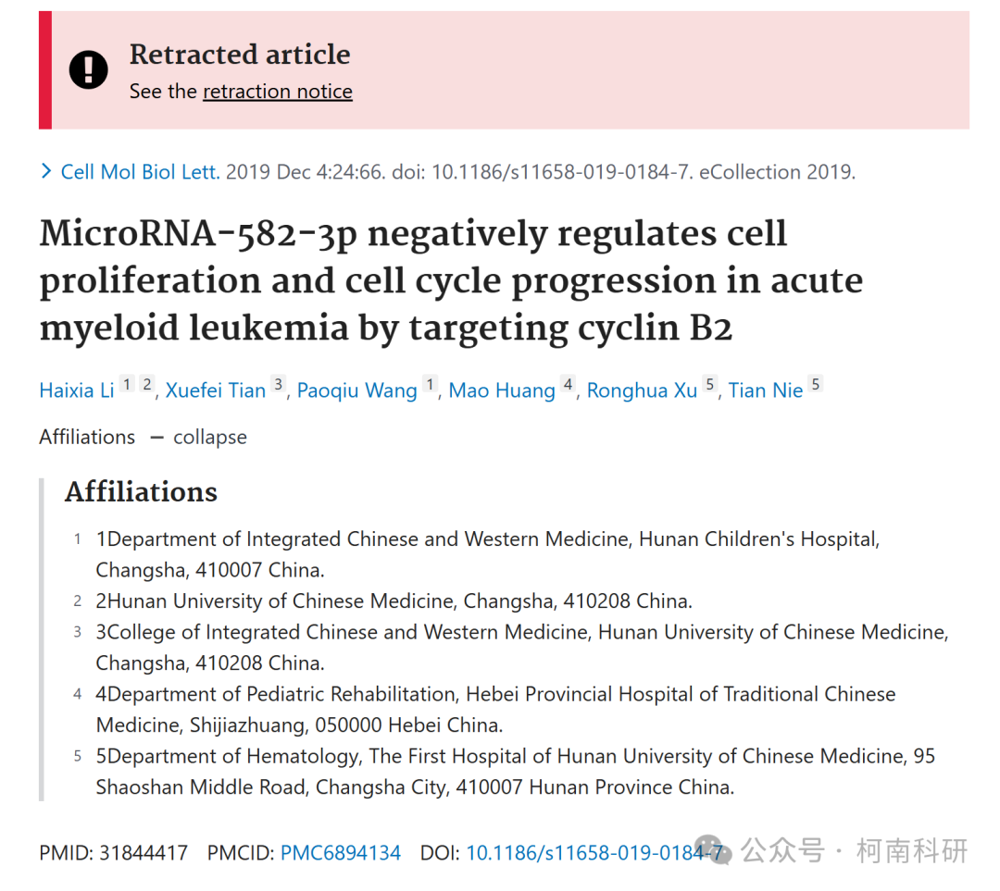 Retracted article
See the retraction notice
Cell Mol Biol Lett. 2019 Dec 4:24:66. doi: 10.1186/s11658-019-0184-7. eCollection 2019.
MicroRNA-582-3p negatively regulates cell
proliferation and cell cycle progression in acute
myeloid leukemia by targeting cyclin B2
Haixia Li 1 2, Xuefei Tian 3, Paoqiu Wang 1, Mao Huang 4, Ronghua Xu 5, Tian Nie 5
Affiliations — collapse
Affiliations
1 1Department of Integrated Chinese and Western Medicine, Hunan Children's Hospital,
Changsha, 410007 China.
2 2Hunan University of Chinese Medicine, Changsha, 410208 China.
3 3College of Integrated Chinese and Western Medicine, Hunan University of Chinese Medicine,
Changsha, 410208 China.
4 4Department of Pediatric Rehabilitation, Hebei Provincial Hospital of Traditional Chinese
Medicine, Shijiazhuang, 050000 Hebei China.
5 5Department of Hematology, The First Hospital of Hunan University of Chinese Medicine, 95
Shaoshan Middle Road, Changsha City, 410007 Hunan Province China.
PMID: 31844417 PMCID: PMC6894134 DOI: 10.1186/s11658-019-0184-7
公众号 · 柯南科研